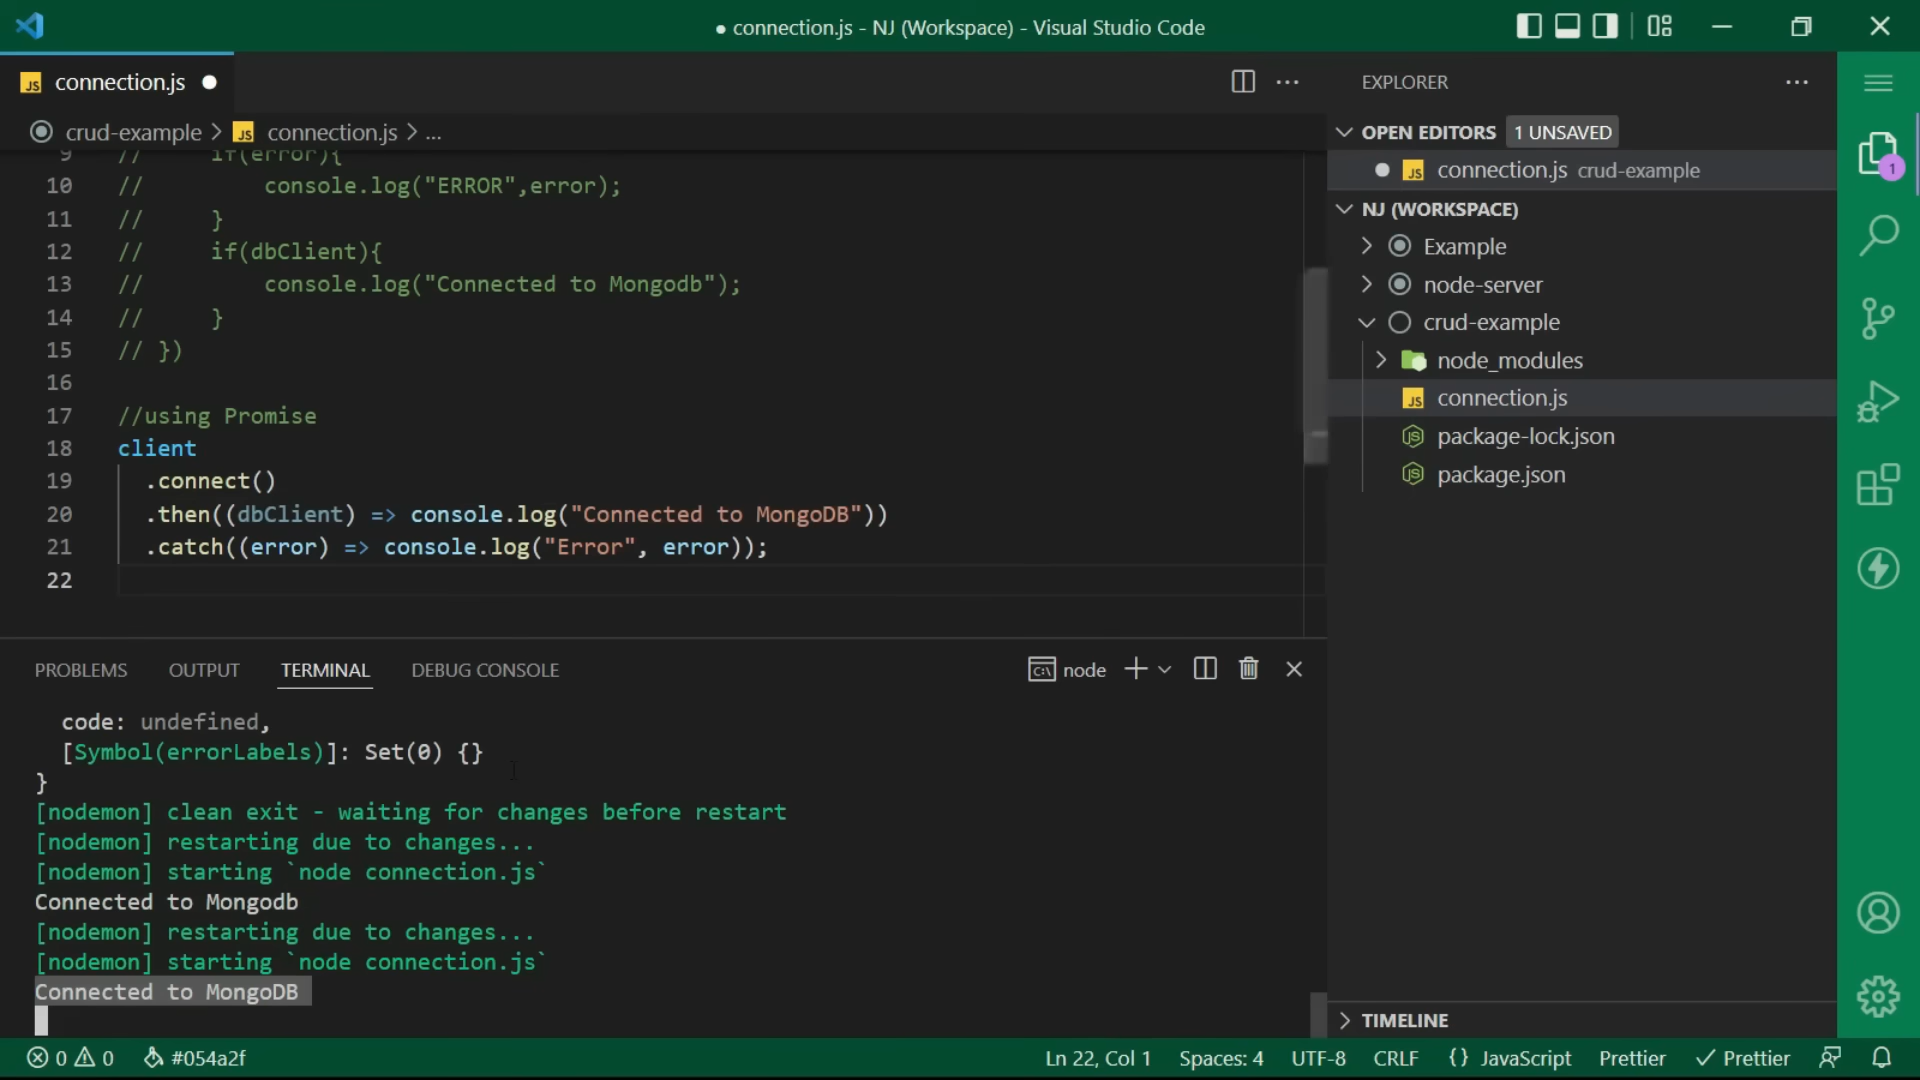 connection.js - NJ (Workspace) - Visual Studio Code
JS connection.js
EXPLORER
crud-example > JS connection.js > ...
OPEN EDITORS 1 UNSAVED
JS connection.js crud-example
NJ (WORKSPACE)
Example
node-server
crud-example
node_modules
JS connection.js
package-lock.json
package.json
TIMELINE
1
9 // if(error){
10 // console.log("ERROR",error);
11 // }
12 // if(dbClient){
13 // console.log("Connected to Mongodb");
14 // }
15 // })
16
17 //using Promise
18 client
19 .connect()
20 .then((dbClient) => console.log("Connected to MongoDB"))
21 .catch((error) => console.log("Error", error));
22
PROBLEMS OUTPUT TERMINAL DEBUG CONSOLE node
code: undefined,
[Symbol(errorLabels)]: Set(0) {}
}
[nodemon] clean exit - waiting for changes before restart
[nodemon] restarting due to changes...
[nodemon] starting `node connection.js`
Connected to Mongodb
[nodemon] restarting due to changes...
[nodemon] starting `node connection.js`
Connected to MongoDB
0 0 #054a2f Ln 22, Col 1 Spaces: 4 UTF-8 CRLF {} JavaScript Prettier ✓ Prettier